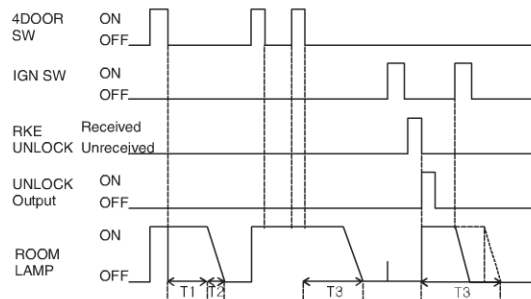 4DOOR ON
SW OFF
IGN SW ON
OFF
RKE Received
UNLOCK Unreceived
UNLOCK ON
Output OFF
ROOM ON
LAMP OFF
T1 T2 T3 T3